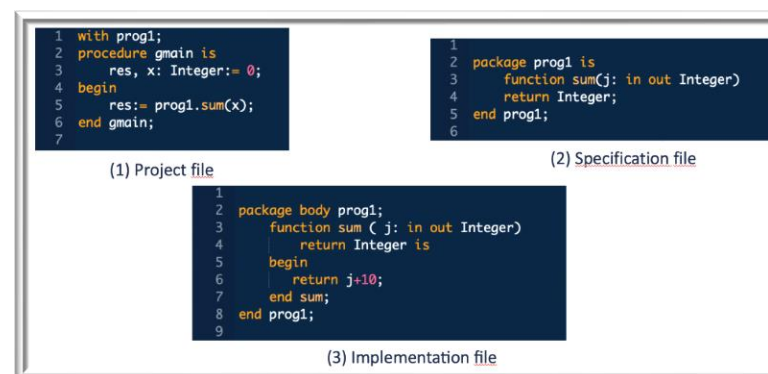 1 with prog1;
2 procedure gmain is
3 res, x: Integer:= 0;
4 begin
5 res:= prog1.sum(x);
6 end gmain;
7
(1) Project file
1
2 package prog1 is
3 function sum(j: in out Integer)
4 return Integer;
5 end prog1;
6
(2) Specification file
1
2 package body prog1;
3 function sum ( j: in out Integer)
4 return Integer is
5 begin
6 return j+10;
7 end sum;
8 end prog1;
9
(3) Implementation file